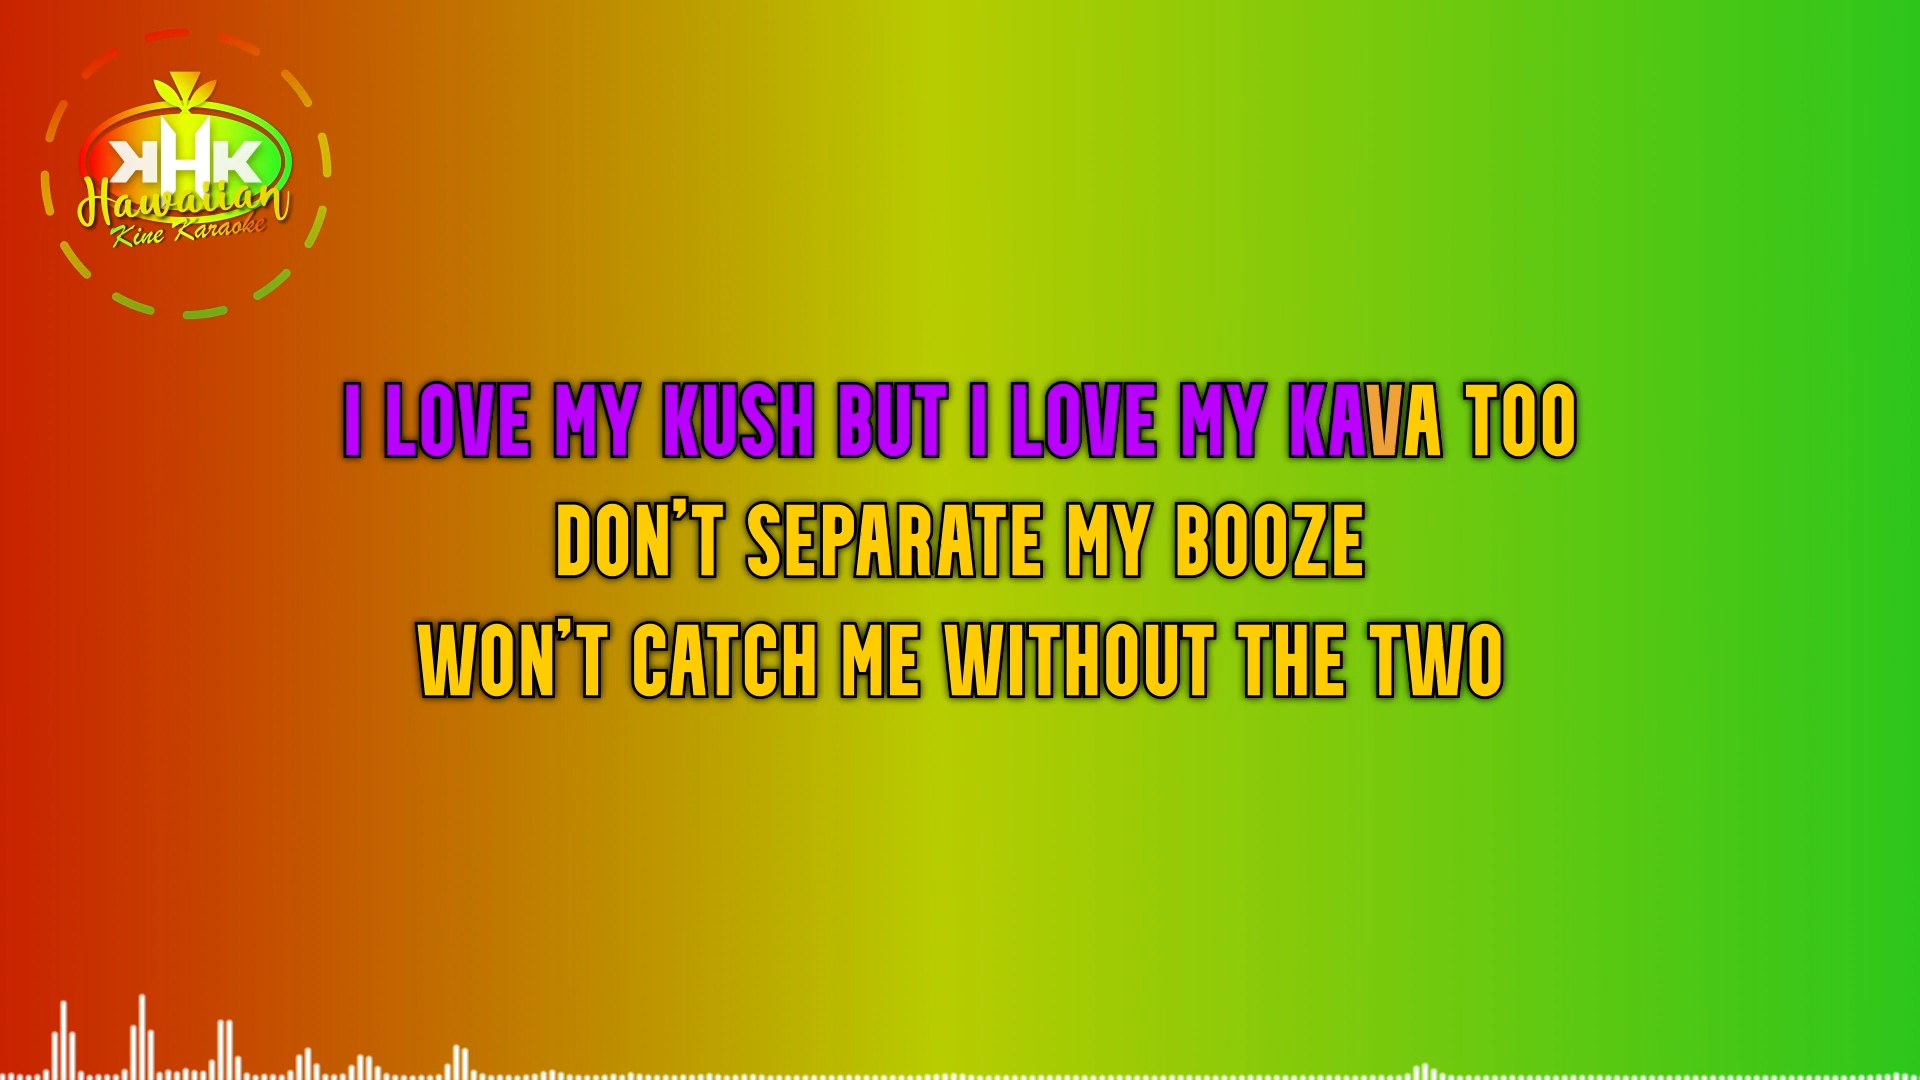 KHK
Hawaiian
Kine Karaoke
I LOVE MY KUSH BUT I LOVE MY KAVA TOO
DON'T SEPARATE MY BOOZE
WON'T CATCH ME WITHOUT THE TWO